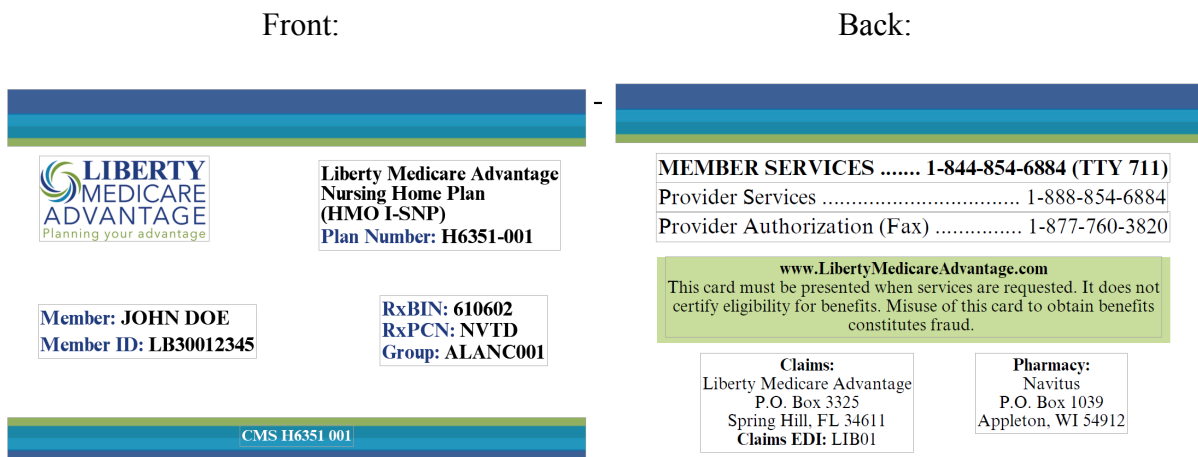 Front:
Back:
-
LIBERTY
MEDICARE
ADVANTAGE
Planning your advantage
Liberty Medicare Advantage
Nursing Home Plan
(HMO I-SNP)
Plan Number: H6351-001
Member: JOHN DOE
Member ID: LB30012345
RxBIN: 610602
RxPCN: NVTD
Group: ALANC001
CMS H6351 001
MEMBER SERVICES ....... 1-844-854-6884 (TTY 711)
Provider Services .................................. 1-888-854-6884
Provider Authorization (Fax) ............... 1-877-760-3820
www.LibertyMedicareAdvantage.com
This card must be presented when services are requested. It does not
certify eligibility for benefits. Misuse of this card to obtain benefits
constitutes fraud.
Claims:
Liberty Medicare Advantage
P.O. Box 3325
Spring Hill, FL 34611
Claims EDI: LIB01
Pharmacy:
Navitus
P.O. Box 1039
Appleton, WI 54912